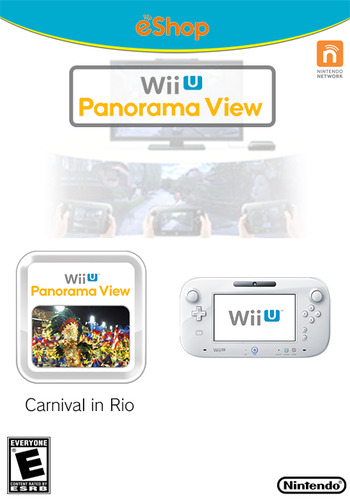 eShop
NINTENDO
NETWORK
Wii U
Panorama View
Wii U
Panorama View
Wii U
Wii U
Carnival in Rio
EVERYONE
E
CONTENT RATED BY
ESRB
Nintendo